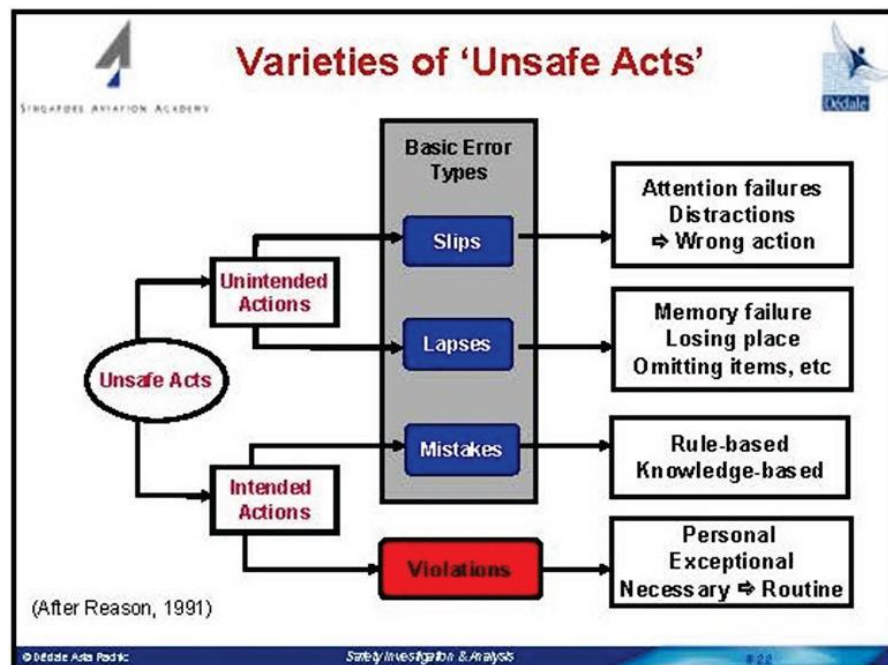 Varieties of ‘Unsafe Acts’
SINGAPORE AVIATION ACADEMY
Dédale
Basic Error
Types
Slips
Attention failures
Distractions
⇨ Wrong action
Unintended
Actions
Lapses
Memory failure
Losing place
Omitting items, etc
Unsafe Acts
Mistakes
Rule-based
Knowledge-based
Intended
Actions
Violations
Personal
Exceptional
Necessary ⇨ Routine
(After Reason, 1991)
© Dédale Asia Pacific
Safety Investigation & Analysis